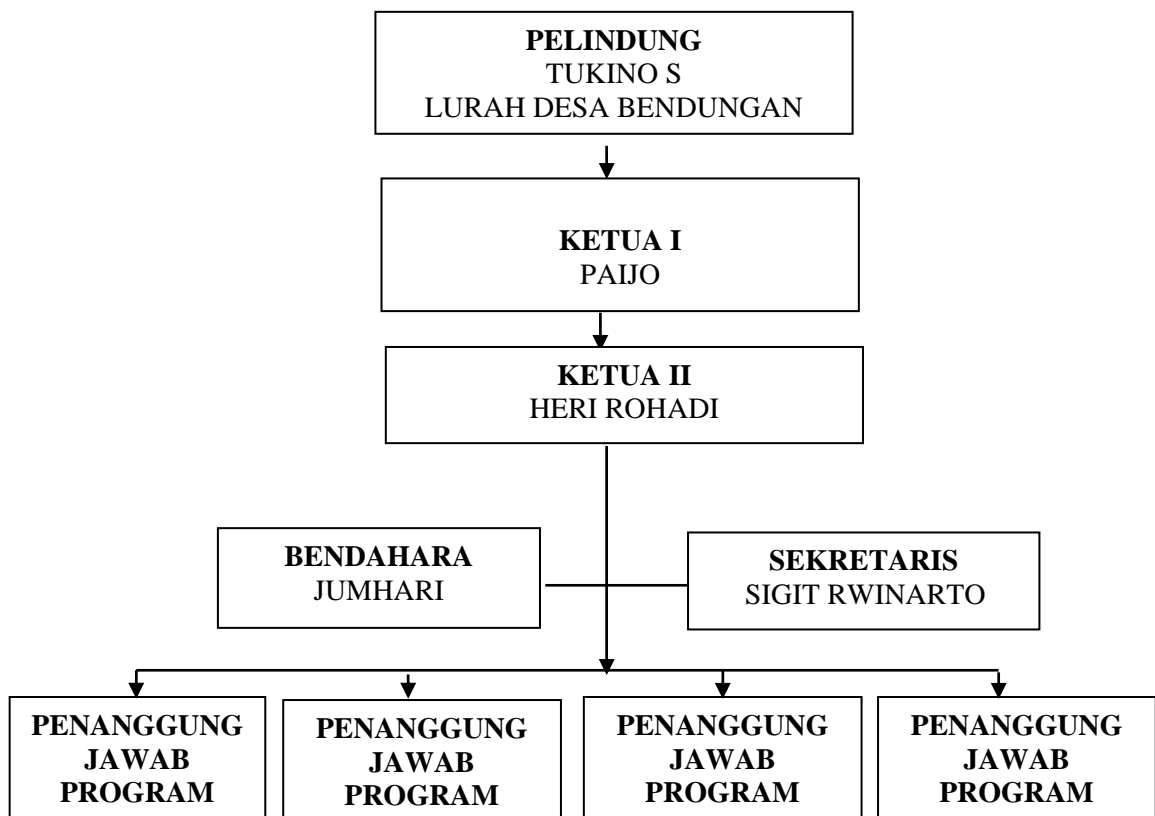 PELINDUNG
TUKINO S
LURAH DESA BENDUNGAN
KETUA I
PAIJO
KETUA II
HERI ROHADI
BENDAHARA
JUMHARI
SEKRETARIS
SIGIT RWINARTO
PENANGGUNG
JAWAB
PROGRAM
PENANGGUNG
JAWAB
PROGRAM
PENANGGUNG
JAWAB
PROGRAM
PENANGGUNG
JAWAB
PROGRAM